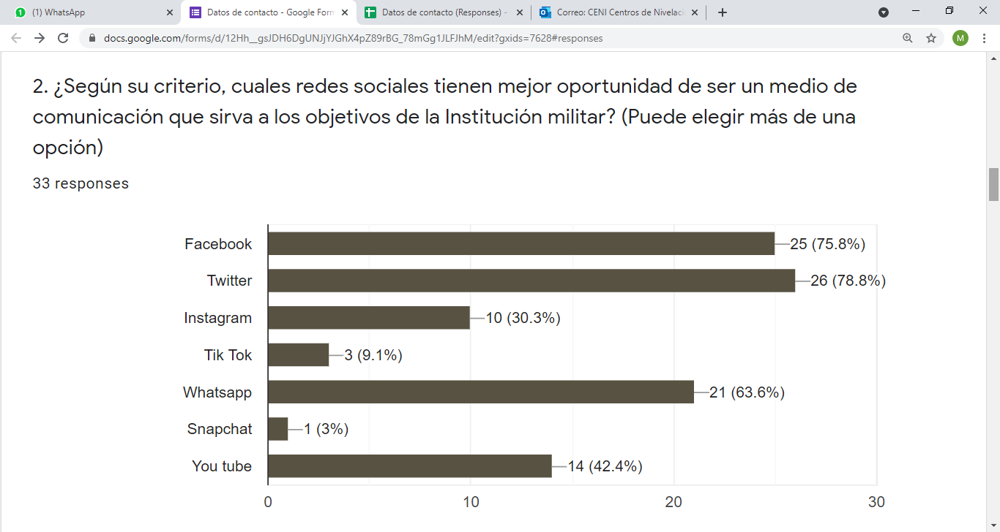 (1) WhatsApp
Datos de contacto - Google Form
Datos de contacto (Responses) -
Correo: CENI Centros de Nivelaci
docs.google.com/forms/d/12Hh__gsJDH6DgUNJjYJGhX4pZ89rBG_78mGg1JLFJhM/edit?gxids=7628#responses
M
2. ¿Según su criterio, cuales redes sociales tienen mejor oportunidad de ser un medio de
comunicación que sirva a los objetivos de la Institución militar? (Puede elegir más de una
opción)
33 responses
Facebook 25 (75.8%)
Twitter 26 (78.8%)
Instagram 10 (30.3%)
Tik Tok 3 (9.1%)
Whatsapp 21 (63.6%)
Snapchat 1 (3%)
You tube 14 (42.4%)
0 10 20 30